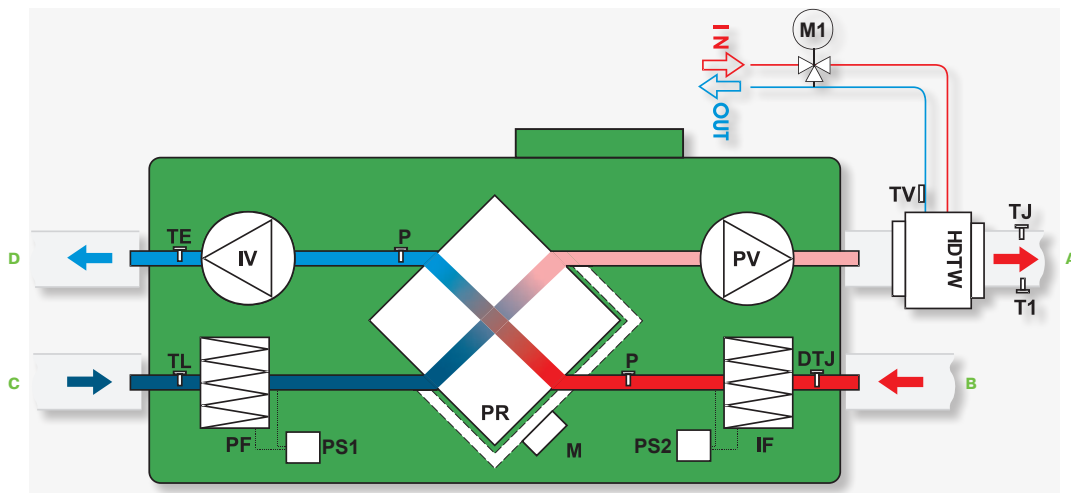 IN
M1
OUT
TV
TJ
HDTW
T1
A
D
TE
IV
P
PV
C
TL
PF
PS1
PR
M
P
PS2
IF
DTJ
B